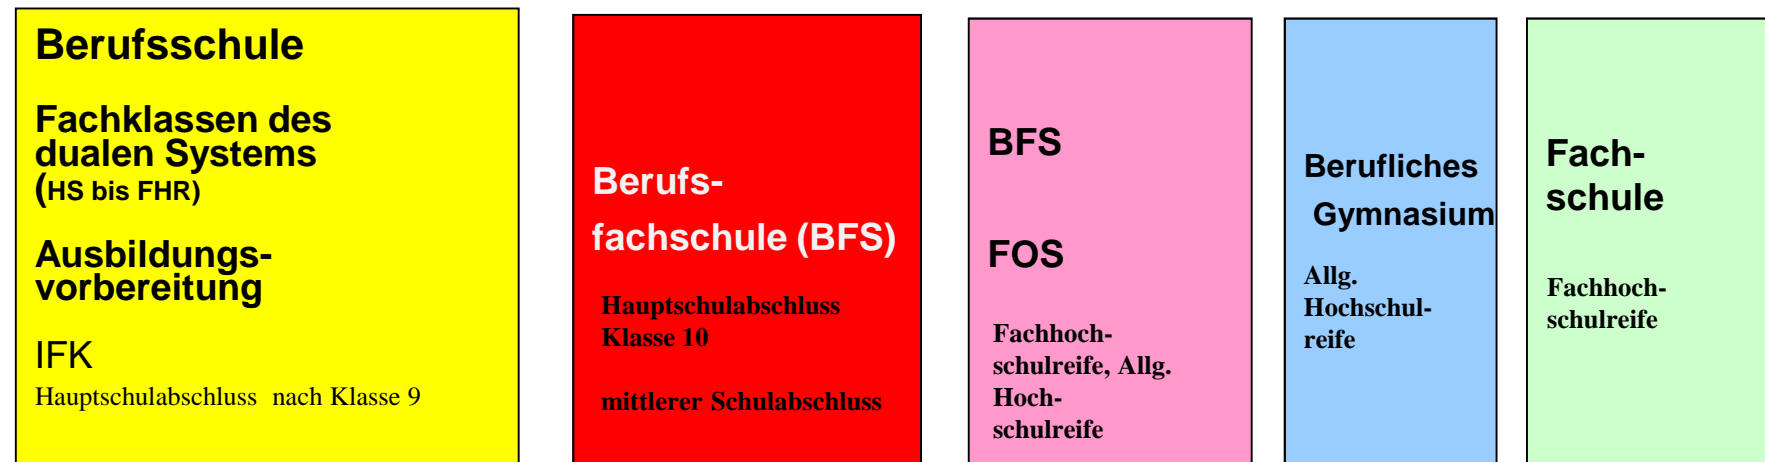 Berufsschule
Fachklassen des
dualen Systems
(HS bis FHR)
Ausbildungs-
vorbereitung
IFK
Hauptschulabschluss nach Klasse 9
Berufs-
fachschule (BFS)
Hauptschulabschluss
Klasse 10
mittlerer Schulabschluss
BFS
FOS
Fachhoch-
schulreife, Allg.
Hoch-
schulreife
Berufliches
Gymnasium
Allg.
Hochschul-
reife
Fach-
schule
Fachhoch-
schulreife